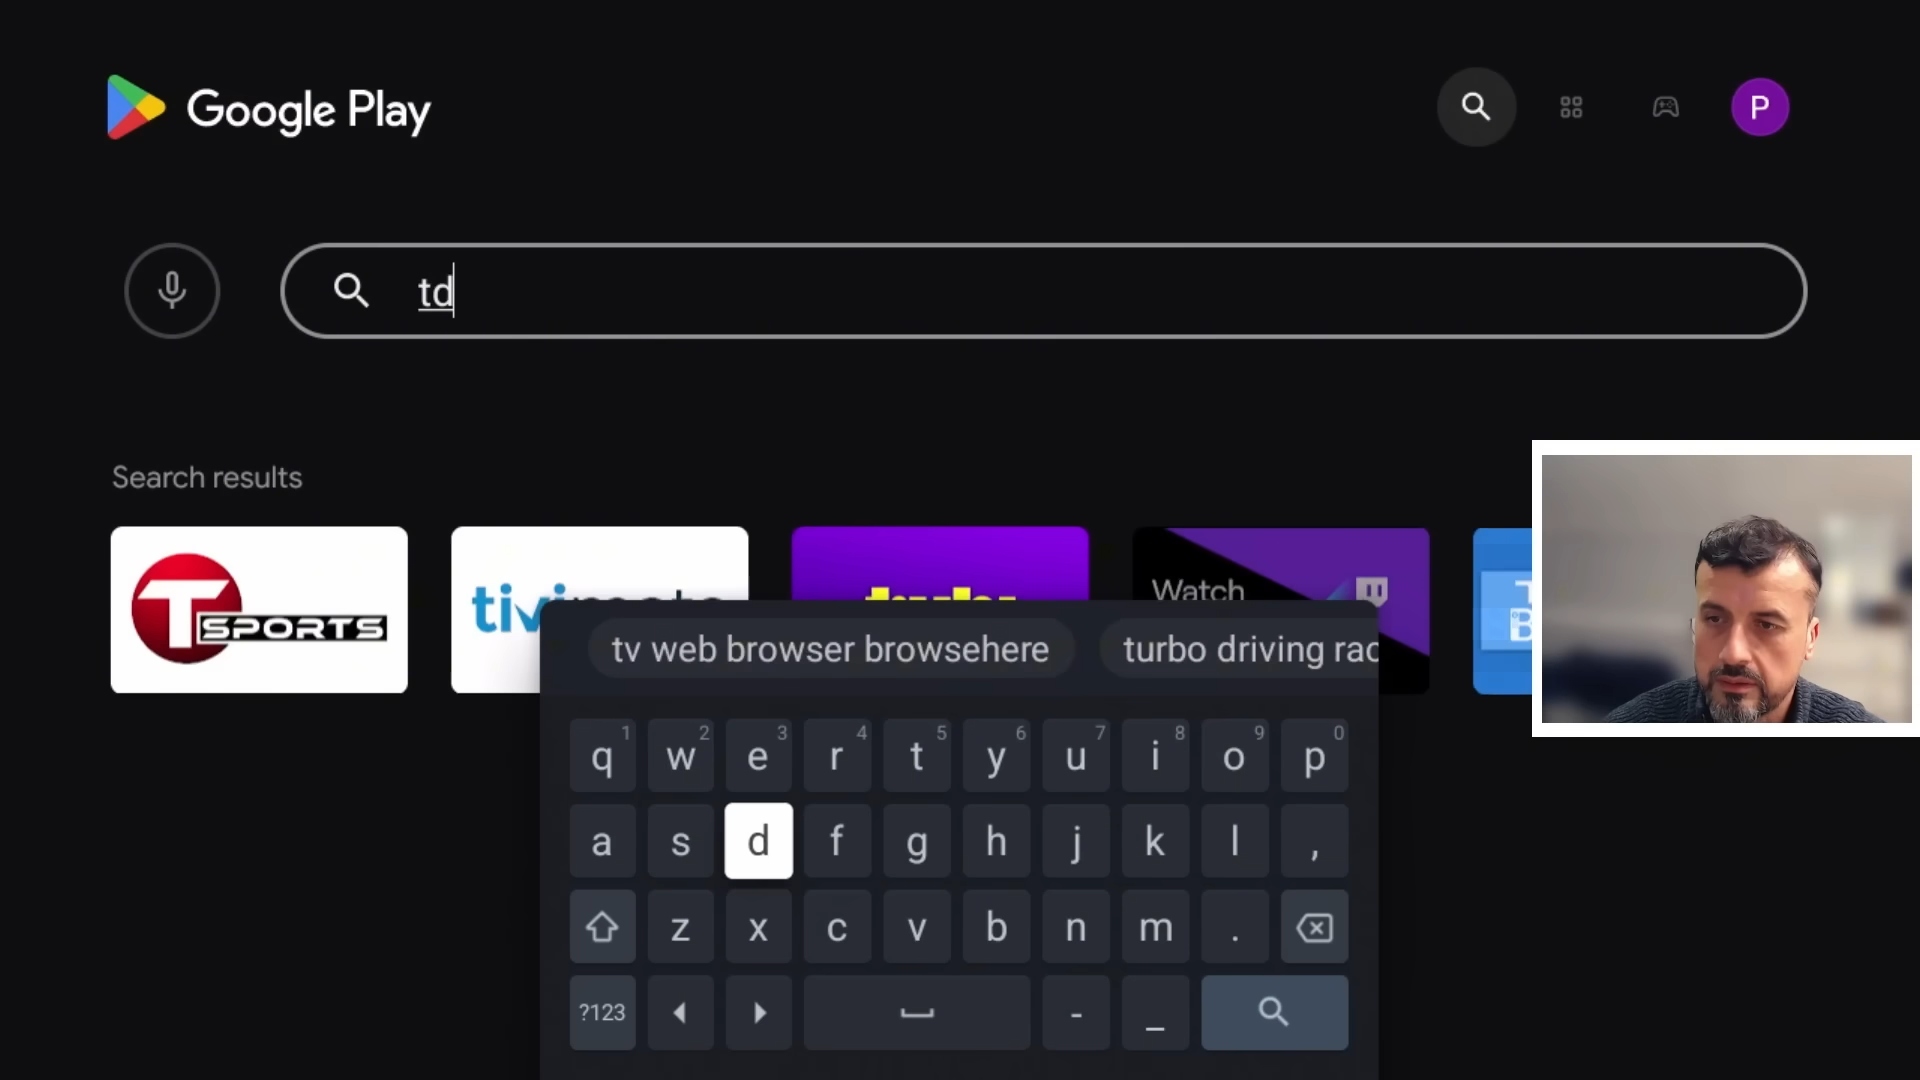 Google Play
P
td
Search results
T SPORTS
Watch
tv web browser browsehere
turbo driving rac
q 1 w 2 e 3 r 4 t 5 y 6 u 7 i 8 o 9 p 0
a s d f g h j k l ,
z x c v b n m .
?123 - _